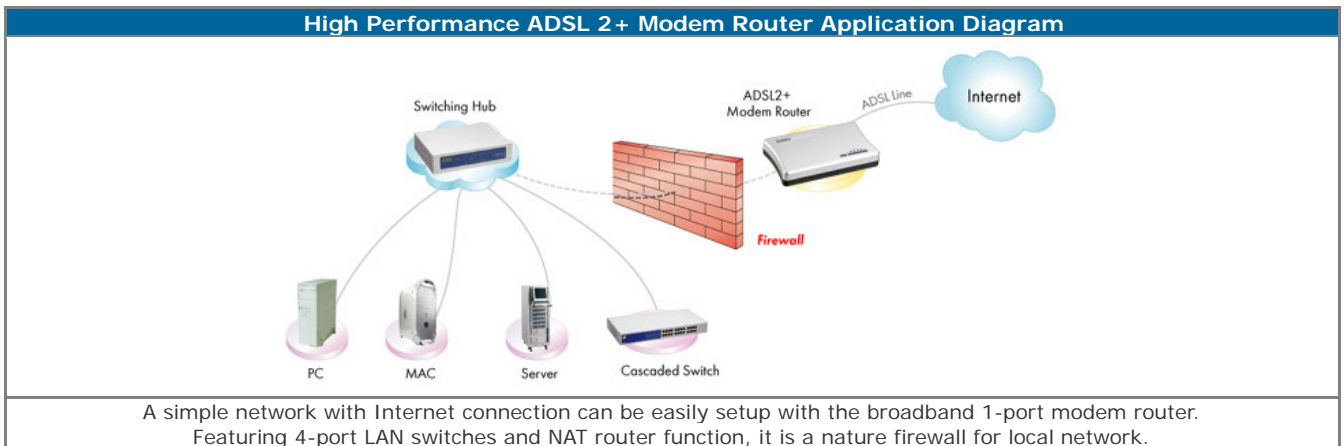 High Performance ADSL 2+ Modem Router Application Diagram
Internet
ADSL Line
ADSL2+
Modem Router
Switching Hub
Firewall
PC
MAC
Server
Cascaded Switch
A simple network with Internet connection can be easily setup with the broadband 1-port modem router.
Featuring 4-port LAN switches and NAT router function, it is a nature firewall for local network.